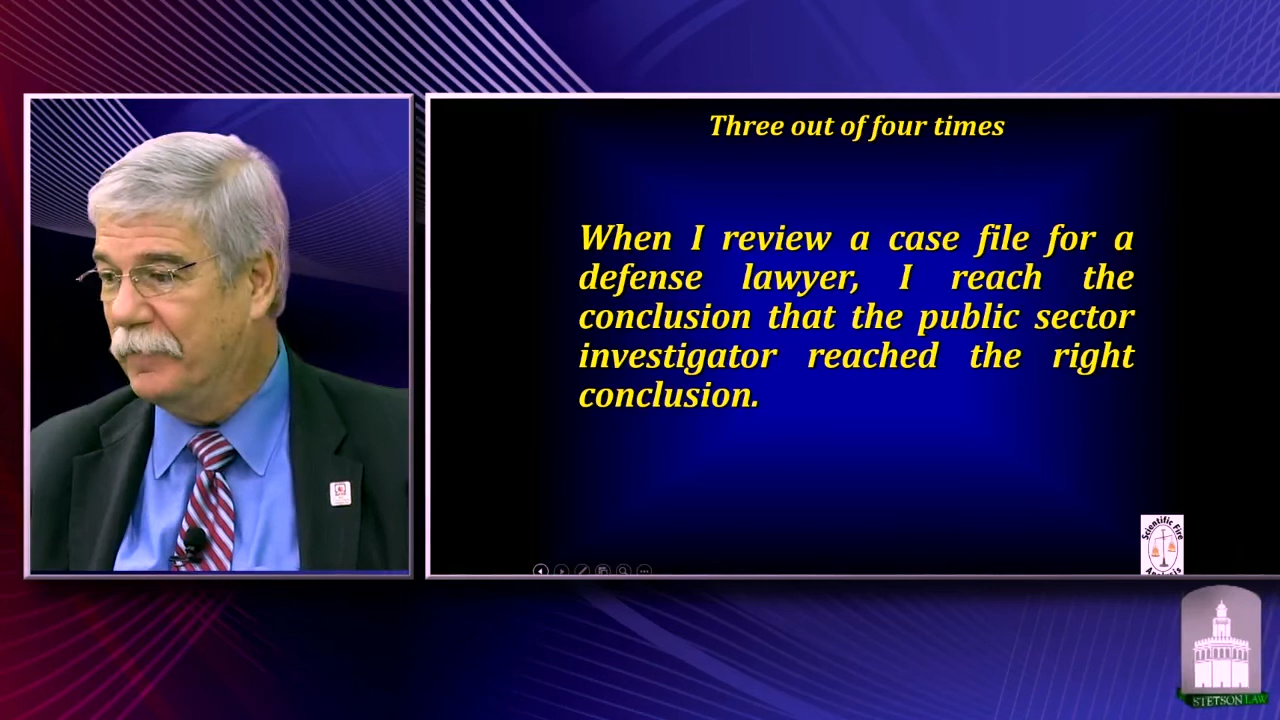 Three out of four times
When I review a case file for a
defense lawyer, I reach the
conclusion that the public sector
investigator reached the right
conclusion.
Scientific Fire
Analysis
STETSON LAW